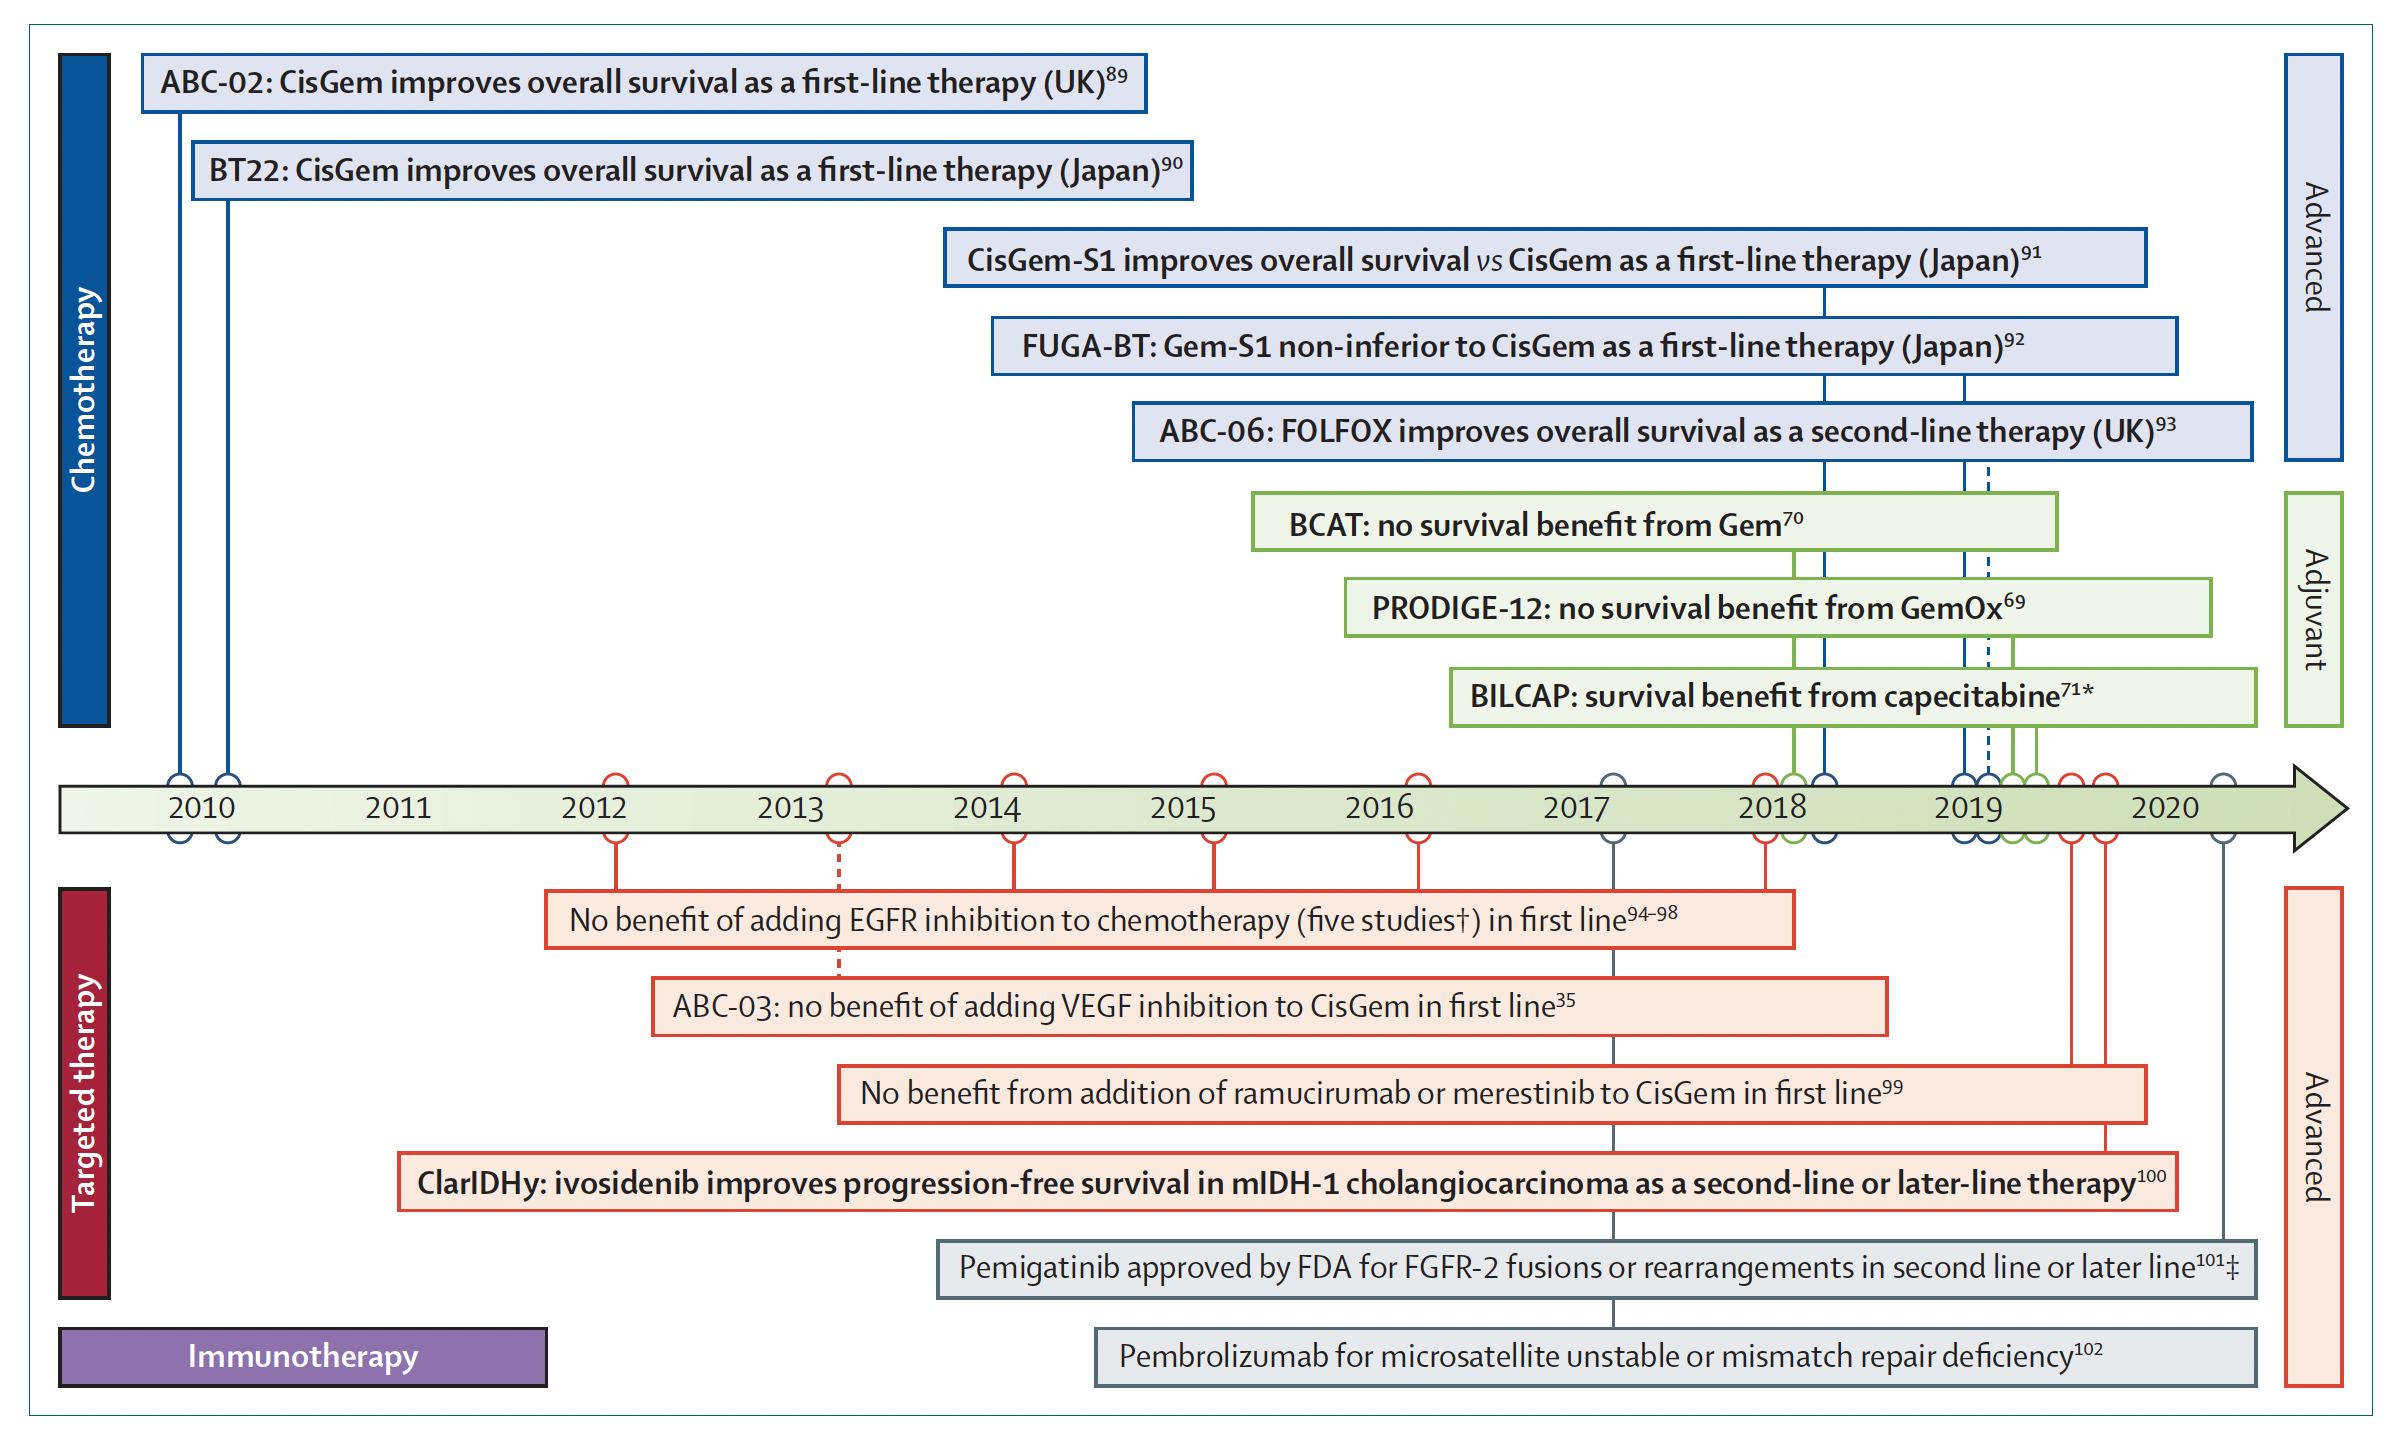 Chemotherapy
ABC-02: CisGem improves overall survival as a first-line therapy (UK)⁸⁹
BT22: CisGem improves overall survival as a first-line therapy (Japan)⁹⁰
CisGem-S1 improves overall survival vs CisGem as a first-line therapy (Japan)⁹¹
FUGA-BT: Gem-S1 non-inferior to CisGem as a first-line therapy (Japan)⁹²
ABC-06: FOLFOX improves overall survival as a second-line therapy (UK)⁹³
Advanced
BCAT: no survival benefit from Gem⁷⁰
PRODIGE-12: no survival benefit from GemOx⁶⁹
BILCAP: survival benefit from capecitabine⁷¹*
Adjuvant
2010 2011 2012 2013 2014 2015 2016 2017 2018 2019 2020
Targeted therapy
No benefit of adding EGFR inhibition to chemotherapy (five studies†) in first line⁹⁴⁻⁹⁸
ABC-03: no benefit of adding VEGF inhibition to CisGem in first line³⁵
No benefit from addition of ramucirumab or merestinib to CisGem in first line⁹⁹
ClarIDHy: ivosidenib improves progression-free survival in mIDH-1 cholangiocarcinoma as a second-line or later-line therapy¹⁰⁰
Pemigatinib approved by FDA for FGFR-2 fusions or rearrangements in second line or later line¹⁰¹‡
Advanced
Immunotherapy
Pembrolizumab for microsatellite unstable or mismatch repair deficiency¹⁰²